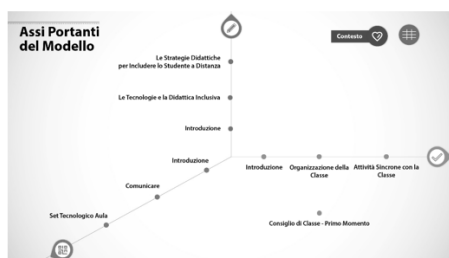 Assi Portanti
del Modello
Contesto
Le Strategie Didattiche
per Includere lo Studente a Distanza
Le Tecnologie e la Didattica Inclusiva
Introduzione
Introduzione
Comunicare
Set Tecnologico Aula
Introduzione
Organizzazione della
Classe
Attività Sincrone con la
Classe
Consiglio di Classe - Primo Momento